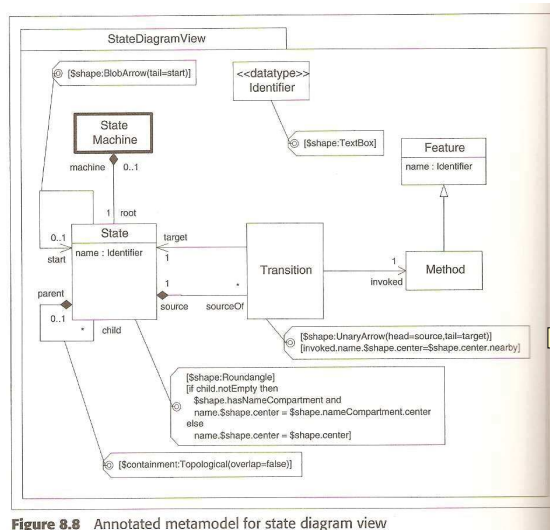 StateDiagramView
[$shape:BlobArrow(tail=start)]
<<datatype>>
Identifier
State
Machine
[$shape:TextBox]
Feature
name : Identifier
machine
0..1
1
root
0..1
State
target
start
name : Identifier
1
Transition
1
invoked
Method
parent
1
*
source
sourceOf
0..1
*
child
[$shape:UnaryArrow(head=source,tail=target)]
[invoked.name.$shape.center=$shape.center.nearby]
[$shape:Roundangle]
[if child.notEmpty then
$shape.hasNameCompartment and
name.$shape.center = $shape.nameCompartment.center
else
name.$shape.center = $shape.center]
[$containment:Topological(overlap=false)]
Figure 8.8 Annotated metamodel for state diagram view